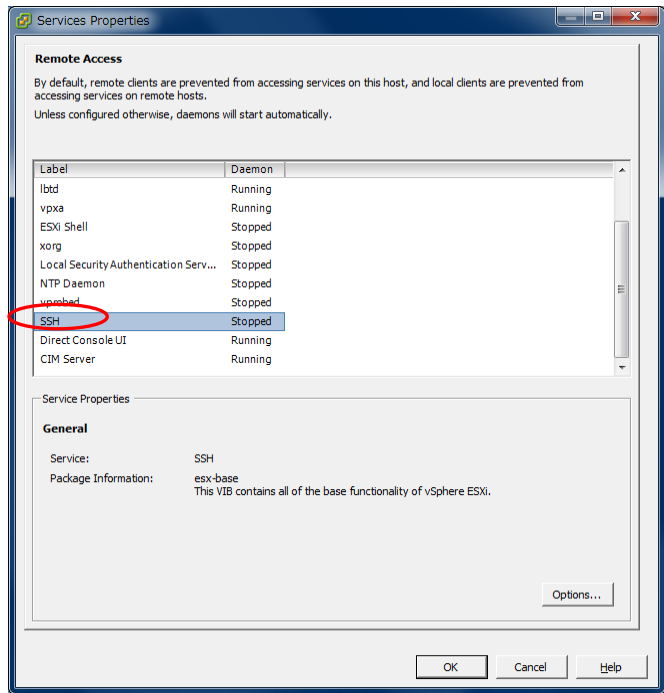 Services Properties
Remote Access
By default, remote clients are prevented from accessing services on this host, and local clients are prevented from
accessing services on remote hosts.
Unless configured otherwise, daemons will start automatically.
Label Daemon
lbtd Running
vpxa Running
ESXi Shell Stopped
xorg Stopped
Local Security Authentication Serv... Stopped
NTP Daemon Stopped
vprobed Stopped
SSH Stopped
Direct Console UI Running
CIM Server Running
Service Properties
General
Service: SSH
Package Information: esx-base
This VIB contains all of the base functionality of vSphere ESXi.
Options...
OK Cancel Help